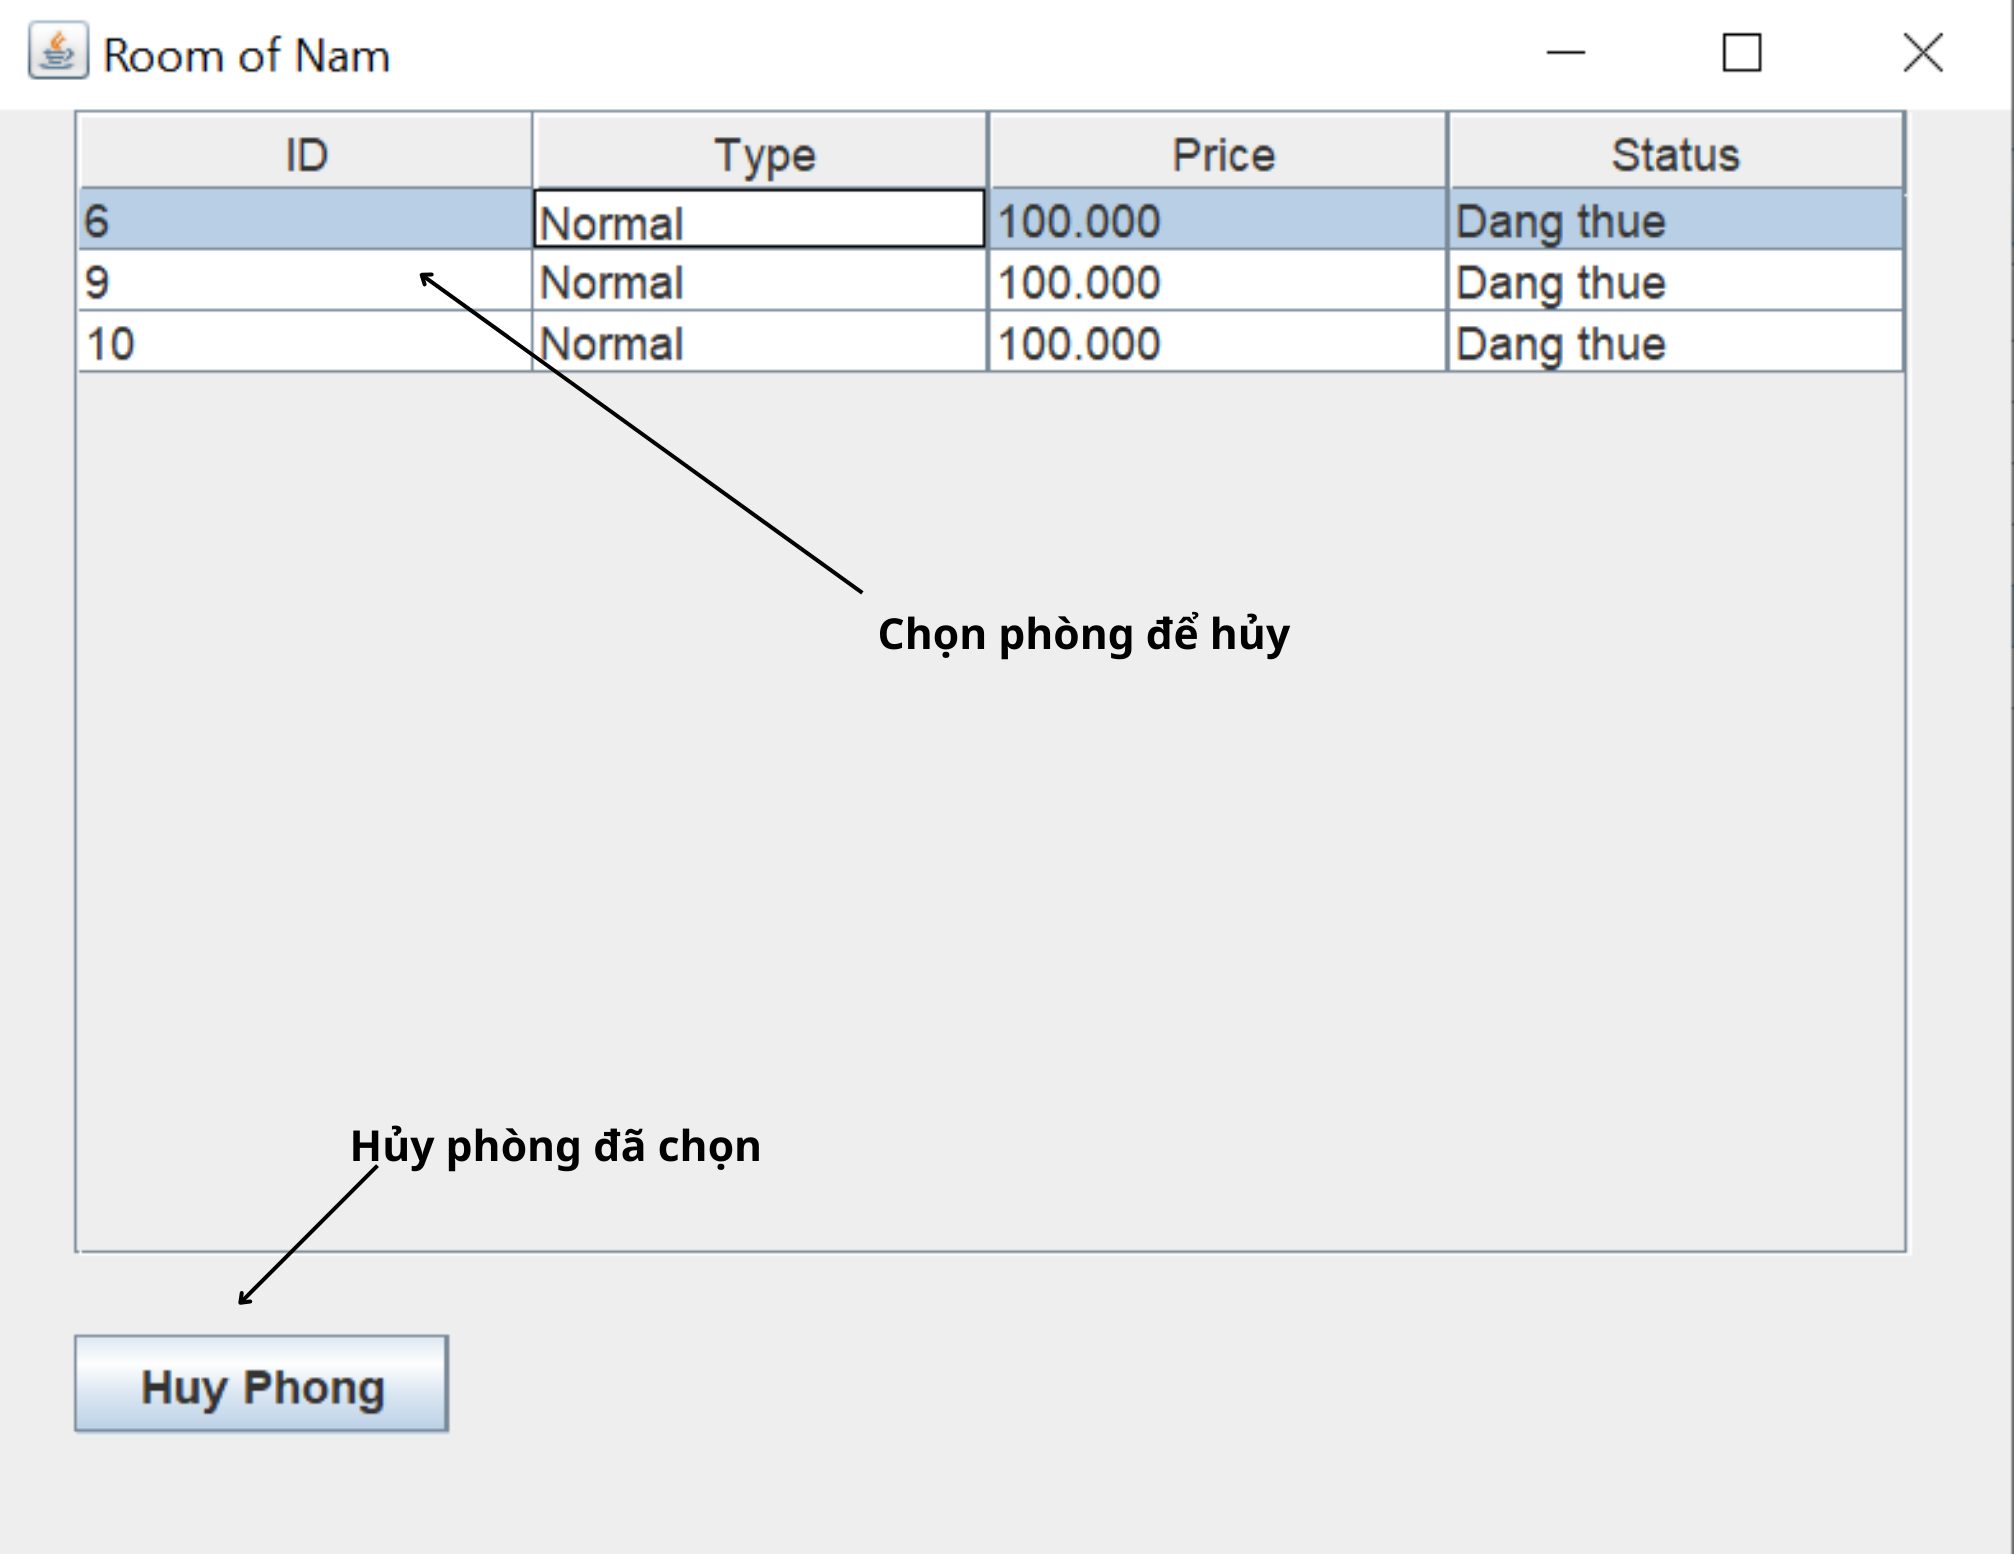 Room of Nam
ID Type Price Status
6 Normal 100.000 Dang thue
9 Normal 100.000 Dang thue
10 Normal 100.000 Dang thue
Chọn phòng để hủy
Hủy phòng đã chọn
Huy Phong